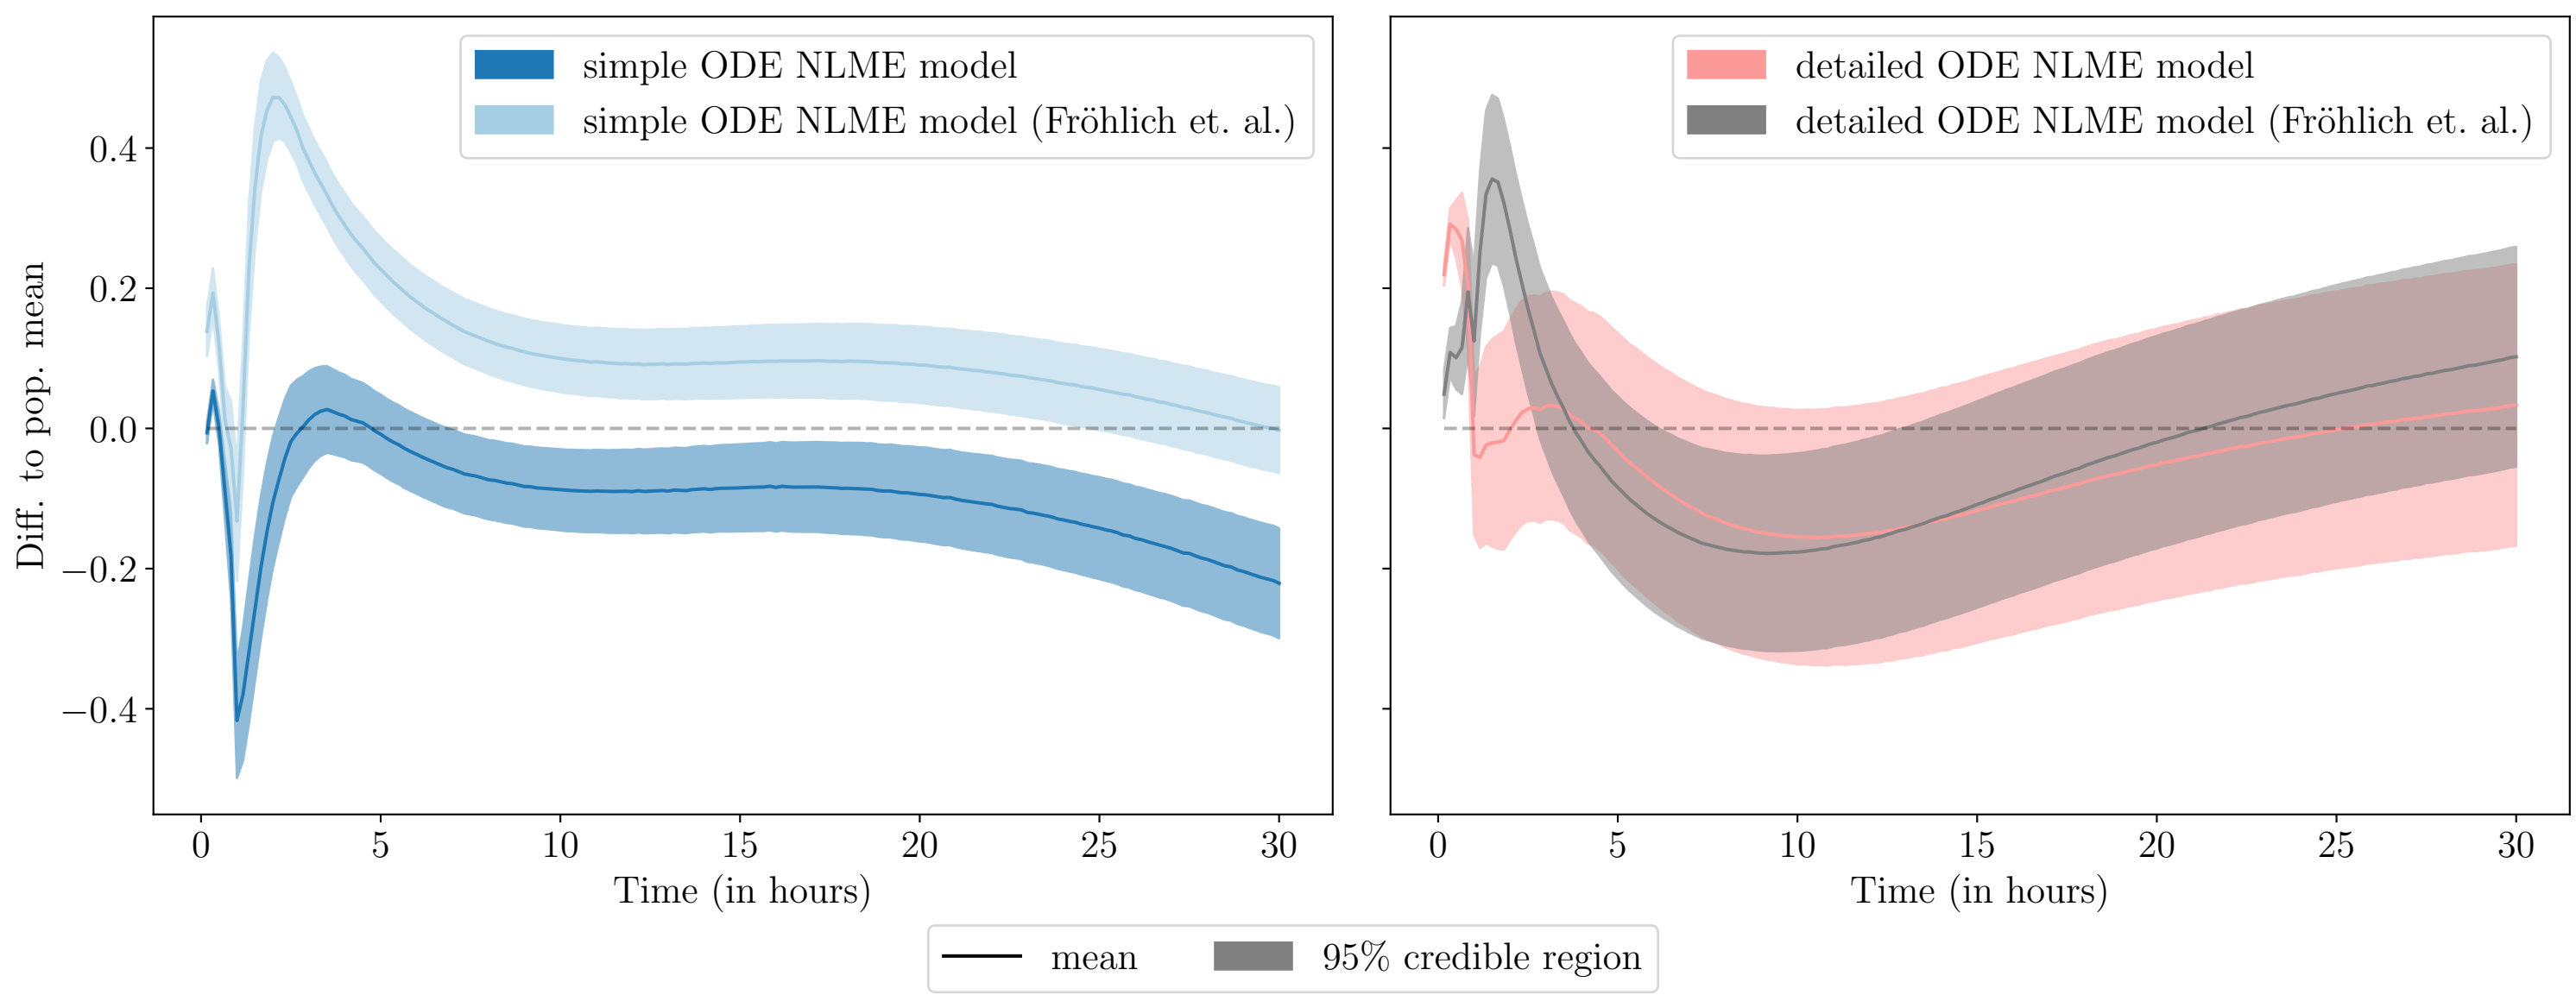 simple ODE NLME model
simple ODE NLME model (Fröhlich et. al.)
detailed ODE NLME model
detailed ODE NLME model (Fröhlich et. al.)
Diff. to pop. mean
0.4
0.2
0.0
−0.2
−0.4
0 5 10 15 20 25 30
0 5 10 15 20 25 30
Time (in hours)
Time (in hours)
mean
95% credible region